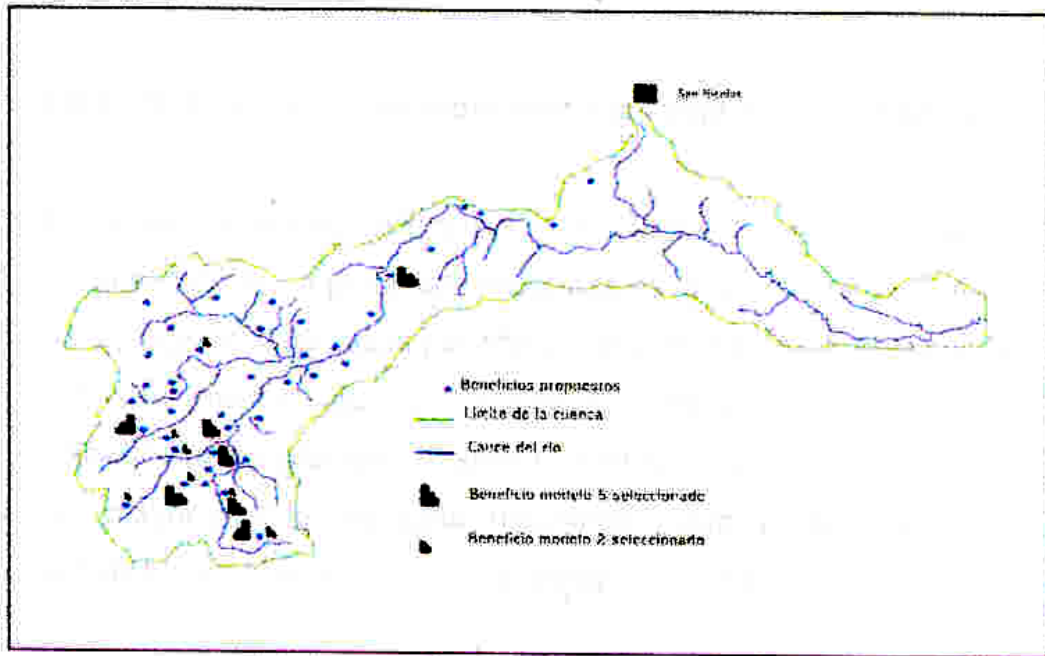 San Nicolas
Beneficios propuestos
Limite de la cuenca
Cauce del rio
Beneficio modelo 5 seleccionado
Beneficio modelo 2 seleccionado